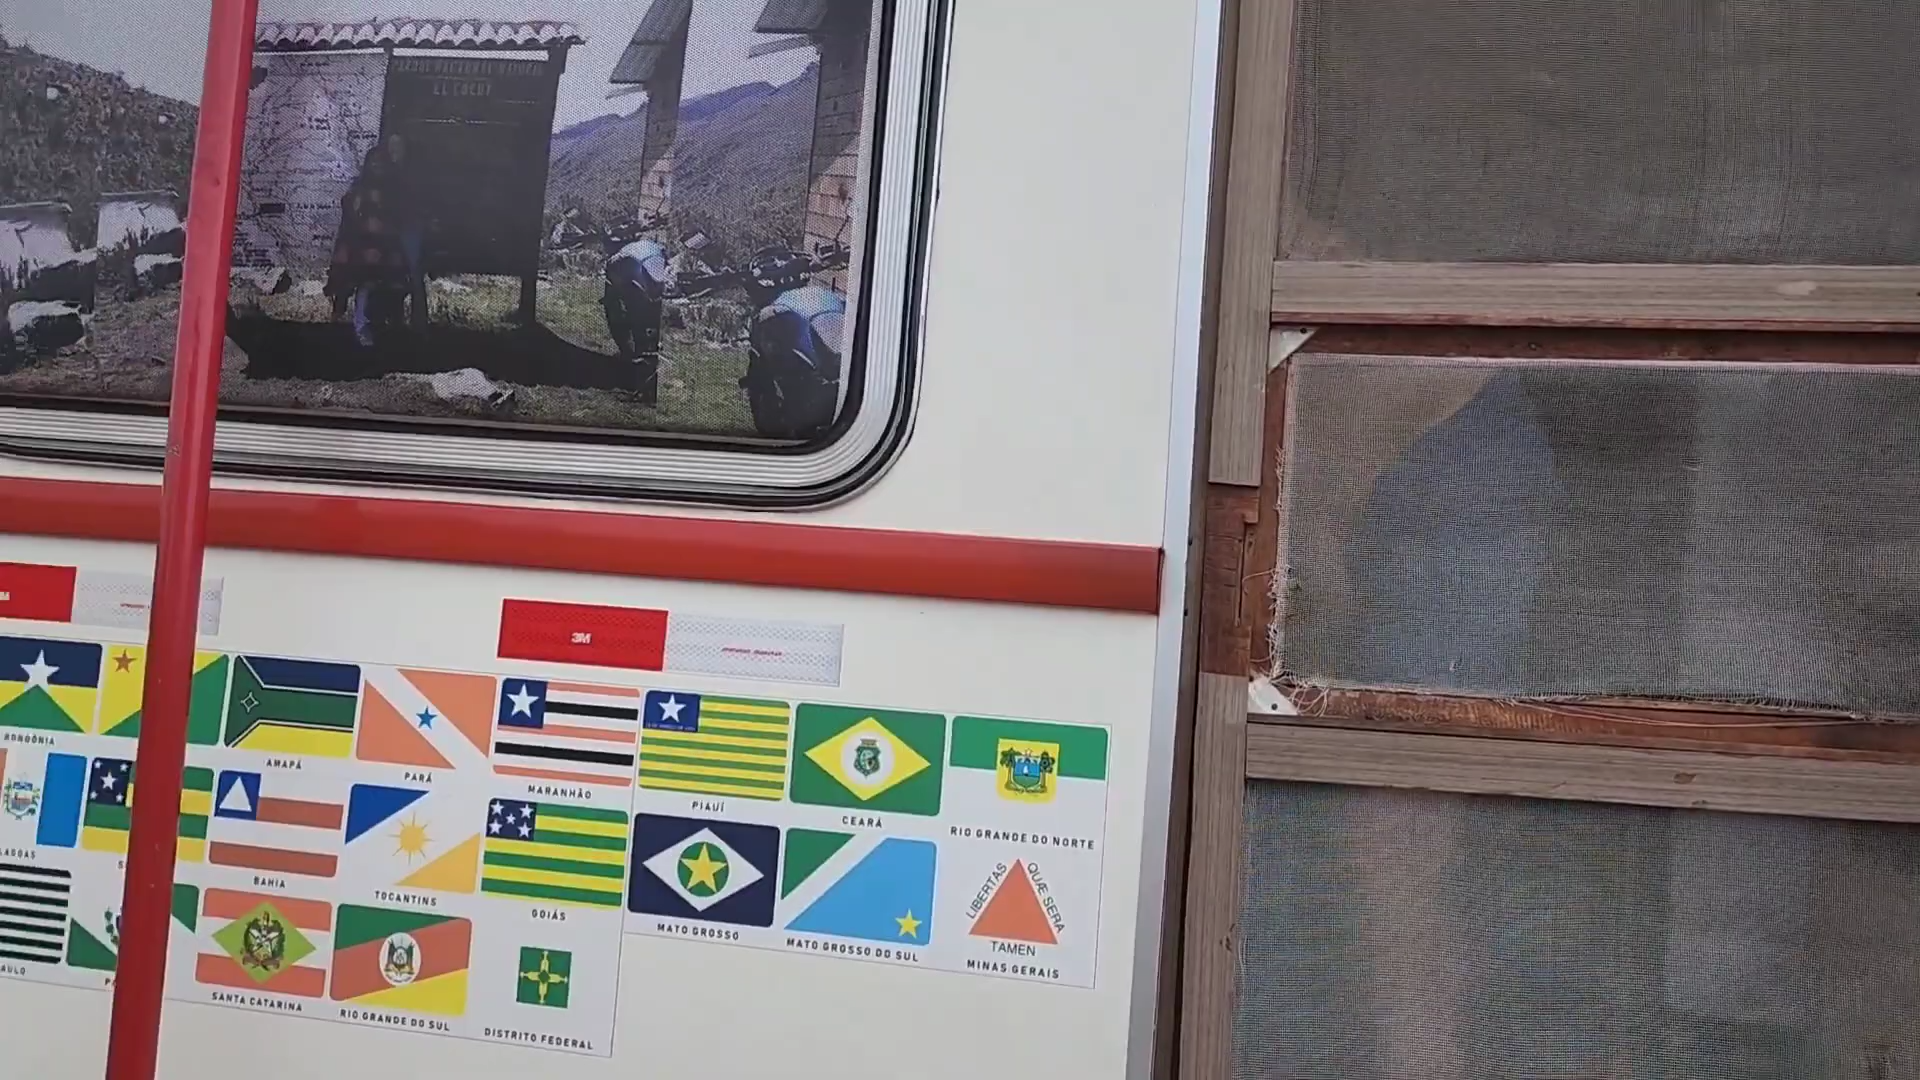 PARQUE NACIONAL NATURAL
EL COCUY
3M
RONDÔNIA
AMAPÁ
PARÁ
MARANHÃO
PIAUÍ
CEARÁ
RIO GRANDE DO NORTE
LAGOAS
BAHIA
TOCANTINS
GOIÁS
MATO GROSSO
MATO GROSSO DO SUL
LIBERTAS QUÆ SERA
TAMEN
MINAS GERAIS
AULO
SANTA CATARINA
RIO GRANDE DO SUL
DISTRITO FEDERAL